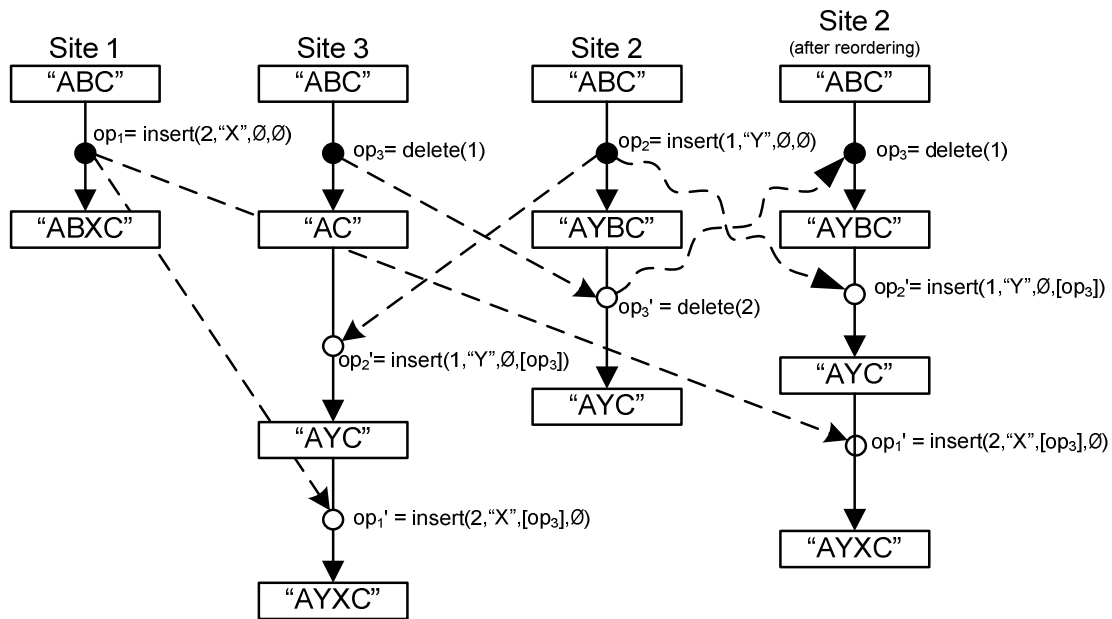 Site 1
“ABC”
op₁= insert(2,“X”,Ø,Ø)
“ABXC”
Site 3
“ABC”
op₃= delete(1)
“AC”
op₂'= insert(1,“Y”,Ø,[op₃])
“AYC”
op₁' = insert(2,“X”,[op₃],Ø)
“AYXC”
Site 2
“ABC”
op₂= insert(1,“Y”,Ø,Ø)
“AYBC”
op₃' = delete(2)
“AYC”
Site 2
(after reordering)
“ABC”
op₃= delete(1)
“AYBC”
op₂'= insert(1,“Y”,Ø,[op₃])
“AYC”
op₁' = insert(2,“X”,[op₃],Ø)
“AYXC”